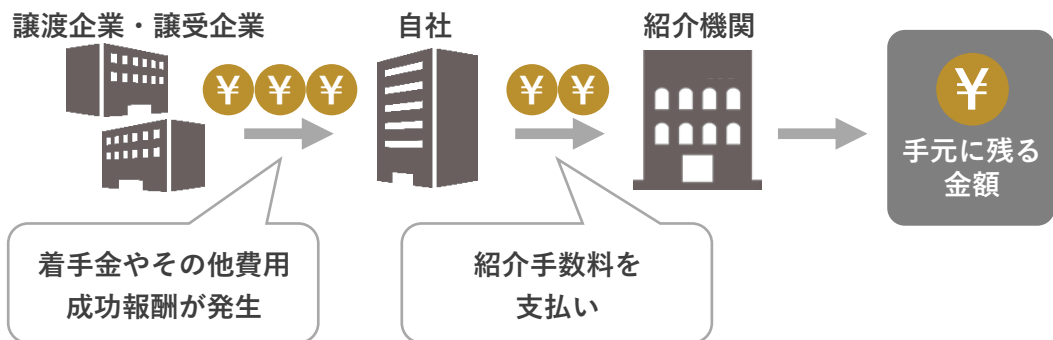 譲渡企業・譲受企業
自社
紹介機関
¥¥¥
¥¥
¥
手元に残る
金額
着手金やその他費用
成功報酬が発生
紹介手数料を
支払い